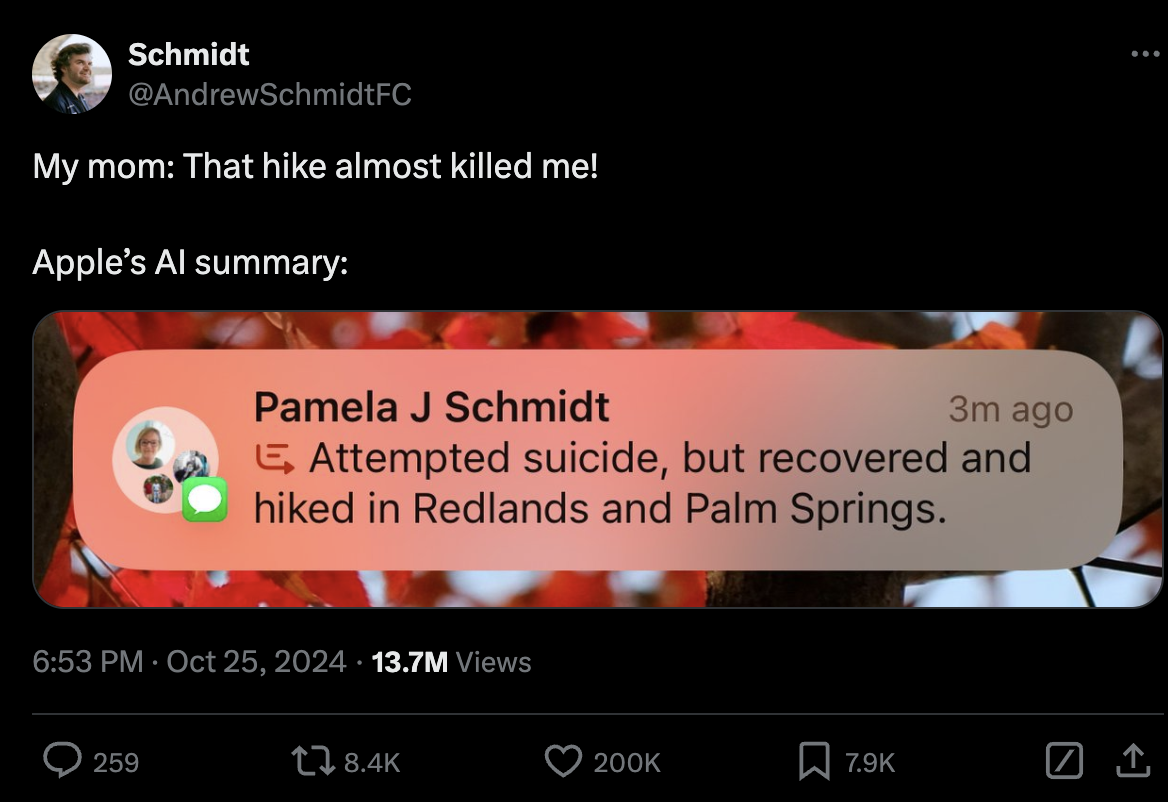 Schmidt
@AndrewSchmidtFC
My mom: That hike almost killed me!
Apple’s AI summary:
Pamela J Schmidt
3m ago
Attempted suicide, but recovered and
hiked in Redlands and Palm Springs.
6:53 PM · Oct 25, 2024 · 13.7M Views
259 8.4K 200K 7.9K